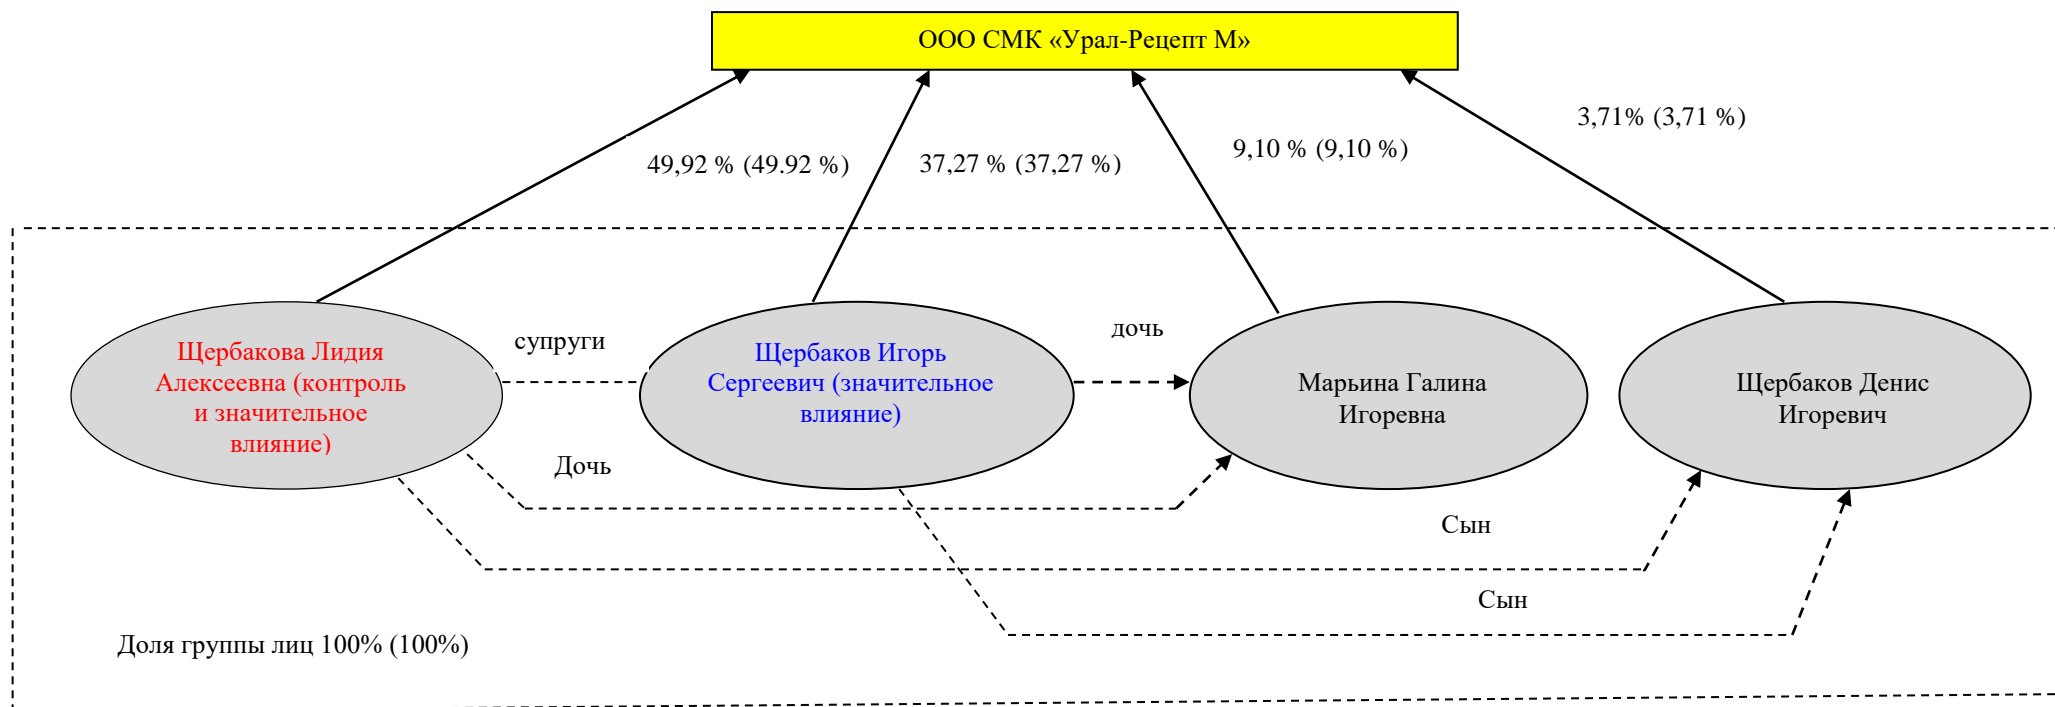 ООО СМК «Урал-Рецепт М»
3,71% (3,71 %)
9,10 % (9,10 %)
49,92 % (49.92 %)
37,27 % (37,27 %)
супруги
дочь
Щербакова Лидия
Алексеевна (контроль
и значительное
влияние)
Щербаков Игорь
Сергеевич (значительное
влияние)
Марьина Галина
Игоревна
Щербаков Денис
Игоревич
Дочь
Сын
Сын
Доля группы лиц 100% (100%)